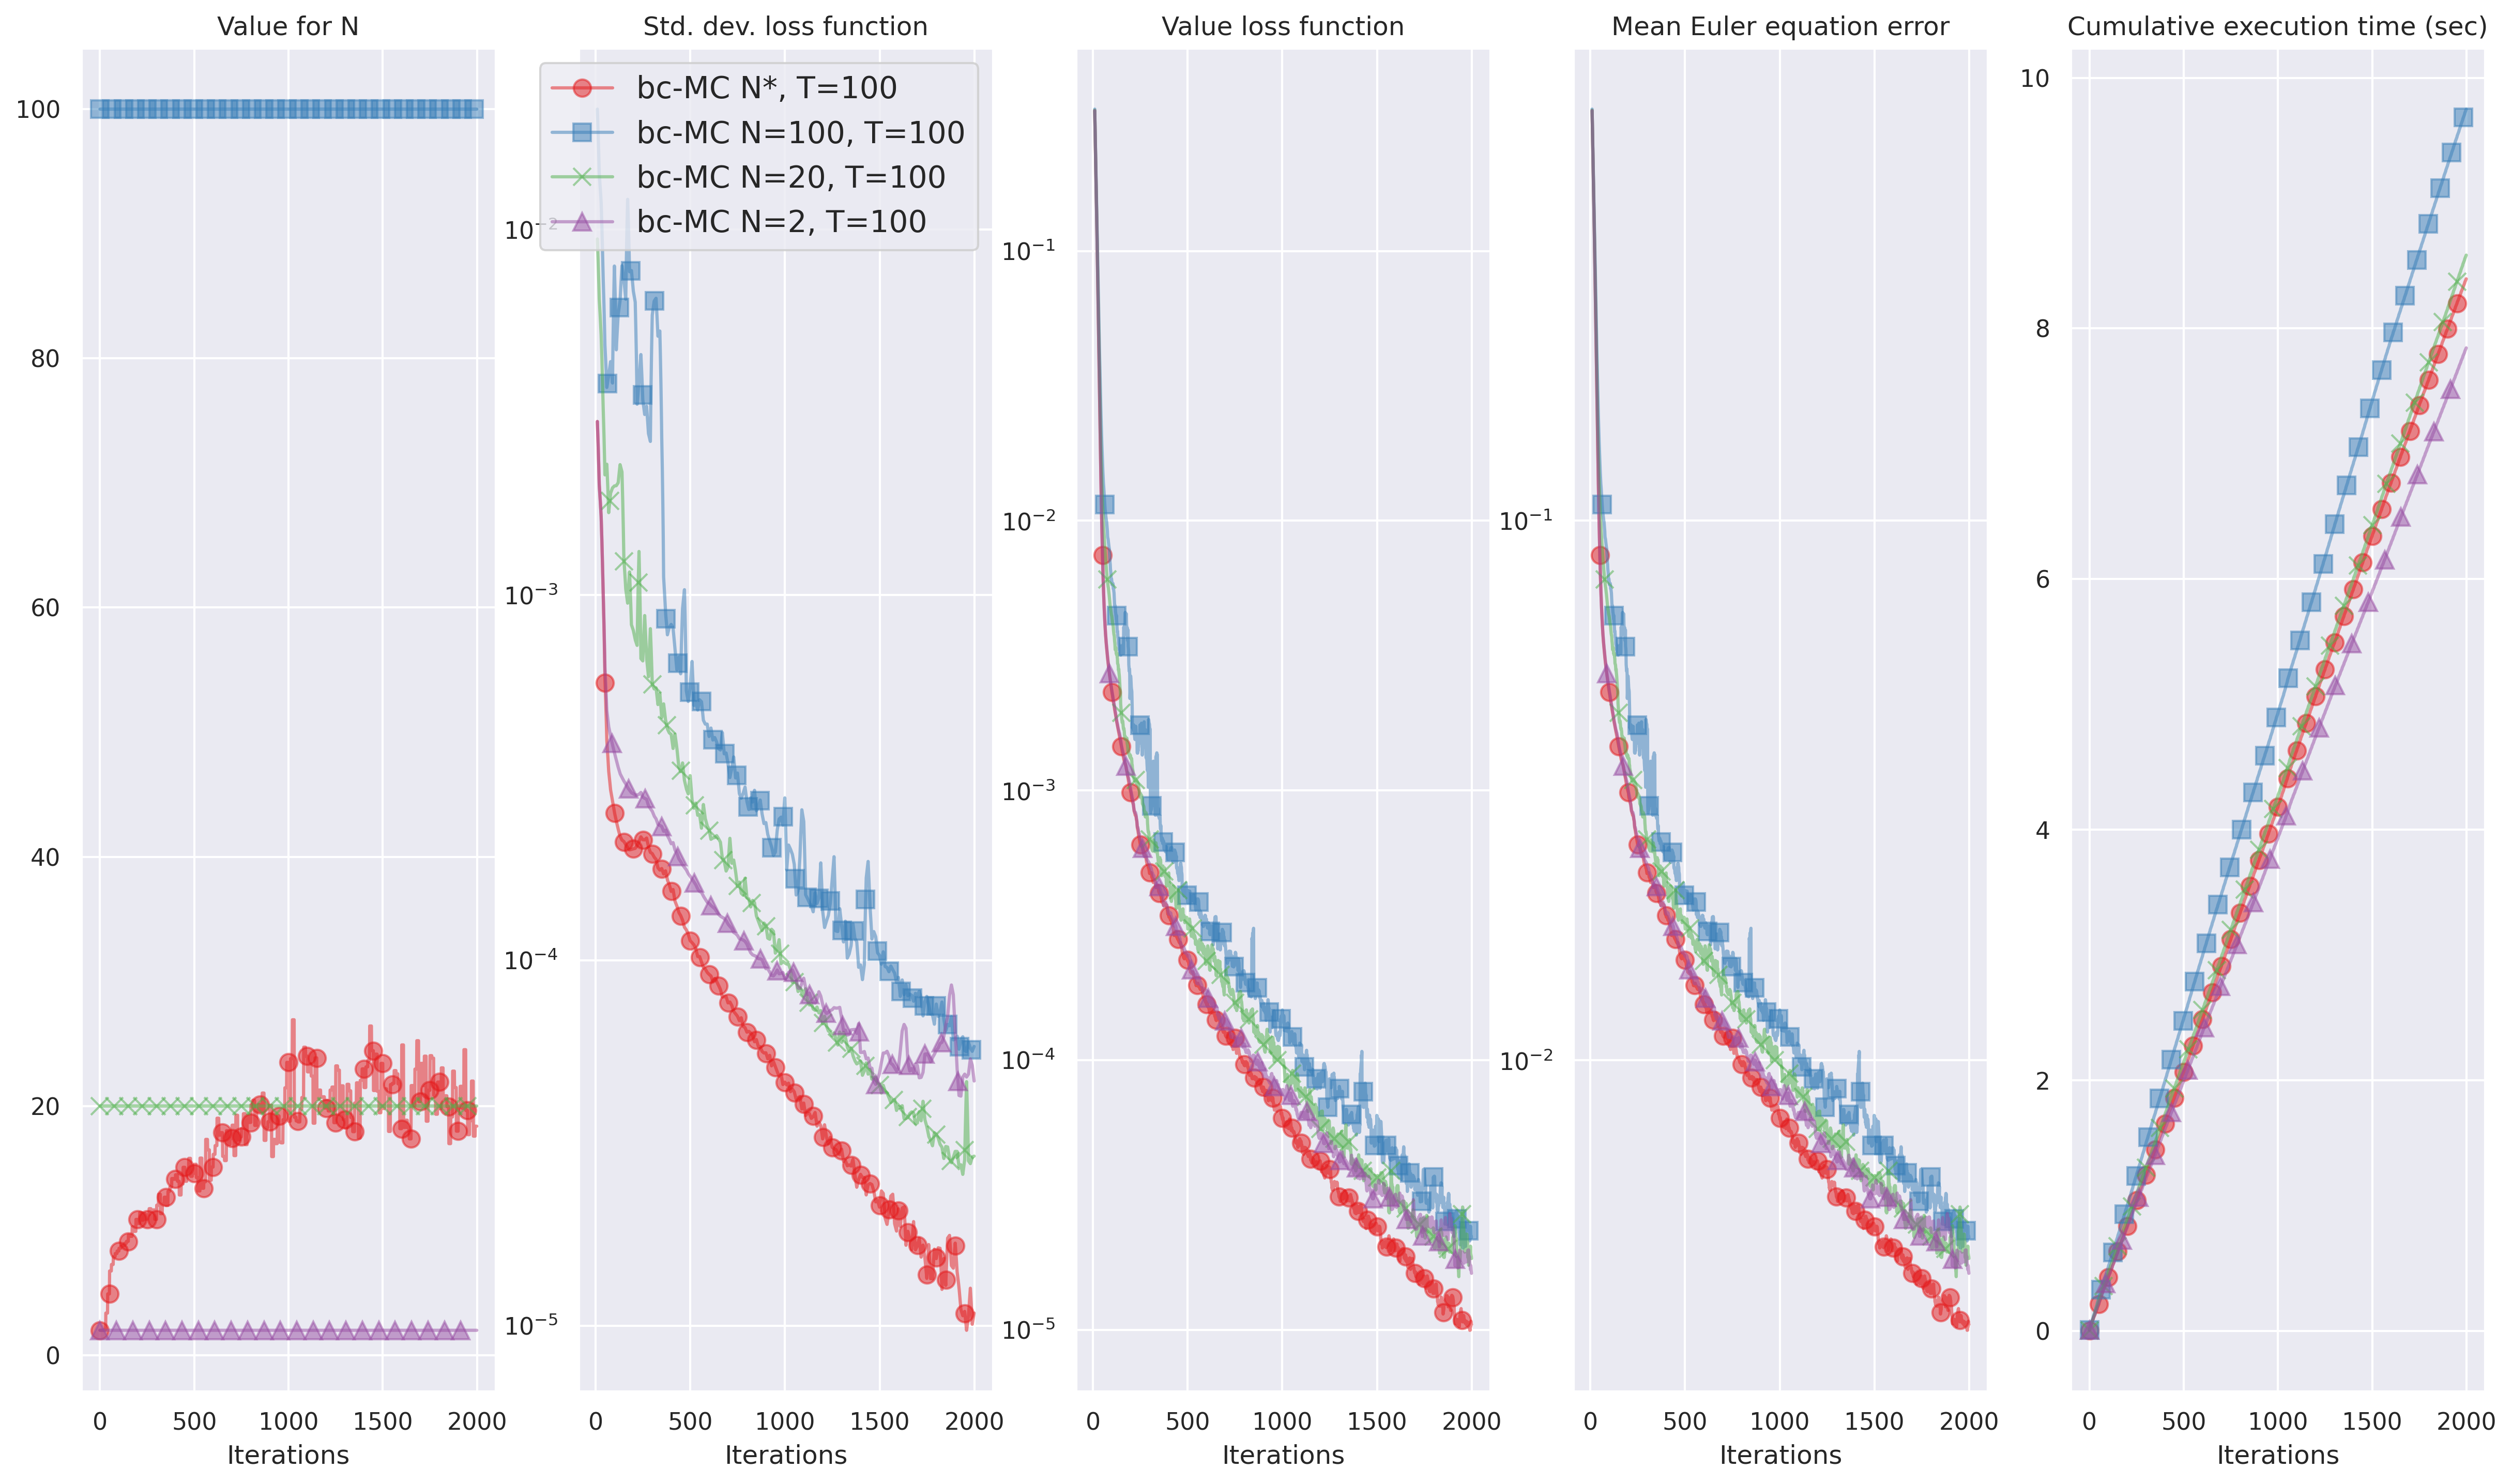 Value for N
Std. dev. loss function
Value loss function
Mean Euler equation error
Cumulative execution time (sec)
bc-MC N*, T=100
bc-MC N=100, T=100
bc-MC N=20, T=100
bc-MC N=2, T=100
100
80
60
40
20
0
0 500 1000 1500 2000
Iterations
10⁻²
10⁻³
10⁻⁴
10⁻⁵
0 500 1000 1500 2000
Iterations
10⁻¹
10⁻²
10⁻³
10⁻⁴
10⁻⁵
0 500 1000 1500 2000
Iterations
10⁻¹
10⁻²
0 500 1000 1500 2000
Iterations
10
8
6
4
2
0
0 500 1000 1500 2000
Iterations